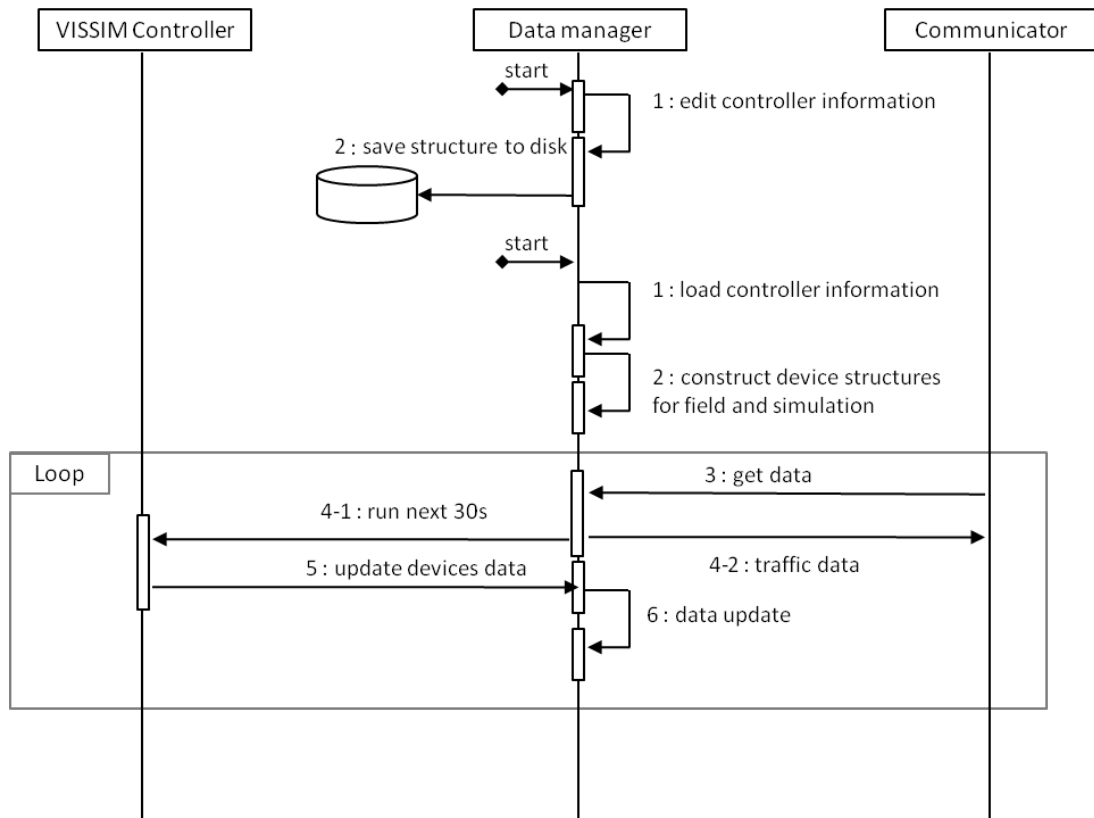 VISSIM Controller
Data manager
Communicator
start
1 : edit controller information
2 : save structure to disk
start
1 : load controller information
2 : construct device structures
for field and simulation
Loop
3 : get data
4-1 : run next 30s
4-2 : traffic data
5 : update devices data
6 : data update